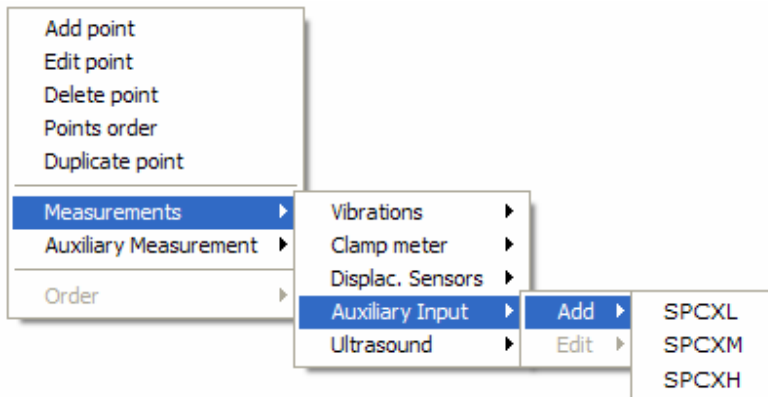 Add point
Edit point
Delete point
Points order
Duplicate point
Measurements
Auxiliary Measurement
Order
Vibrations
Clamp meter
Displac. Sensors
Auxiliary Input
Ultrasound
Add
Edit
SPCXL
SPCXM
SPCXH